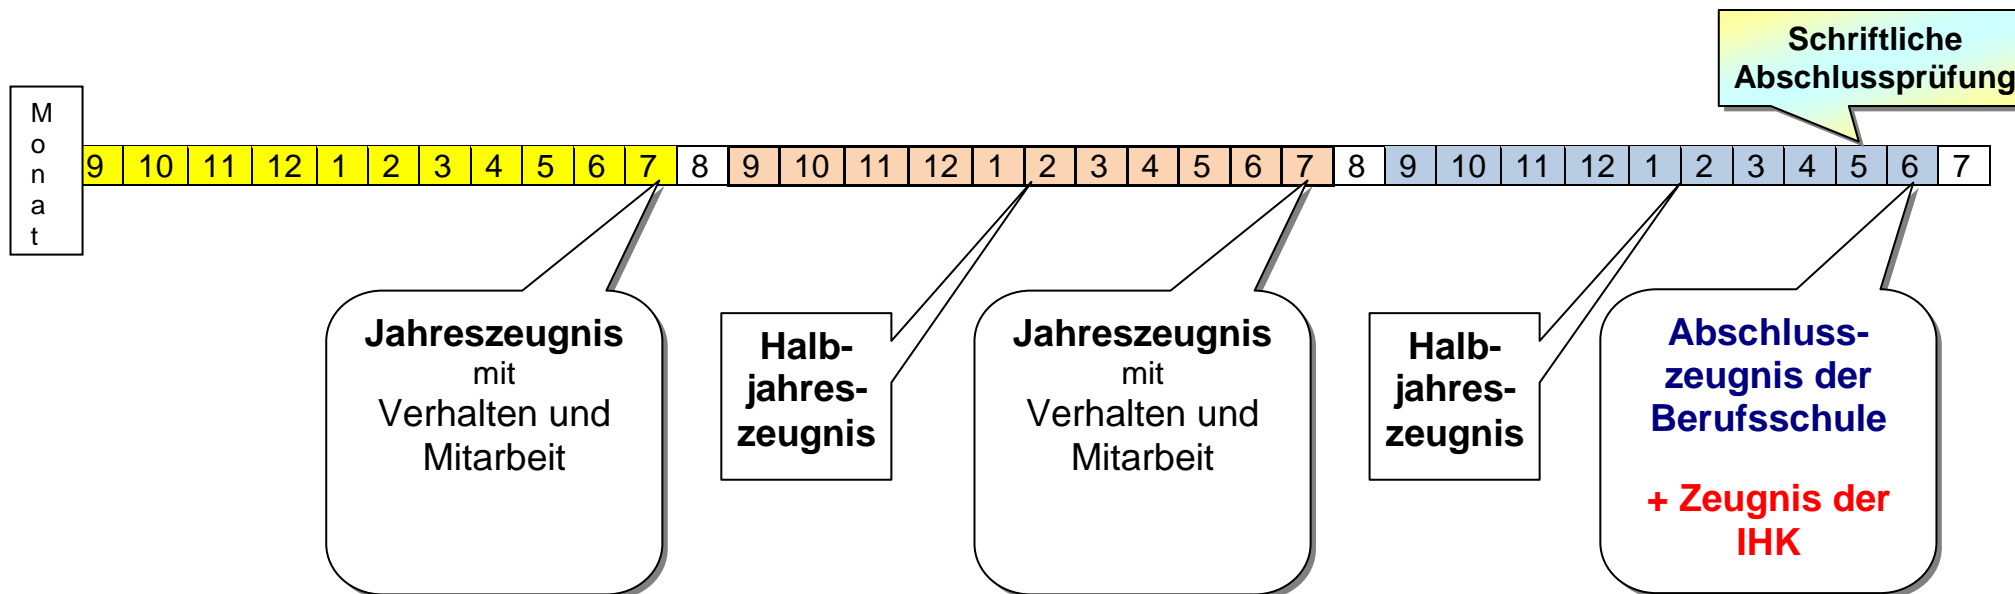 Schriftliche
Abschlussprüfung
Monat
9 10 11 12 1 2 3 4 5 6 7 8 9 10 11 12 1 2 3 4 5 6 7 8 9 10 11 12 1 2 3 4 5 6 7
Jahreszeugnis
mit
Verhalten und
Mitarbeit
Halb-
jahres-
zeugnis
Jahreszeugnis
mit
Verhalten und
Mitarbeit
Halb-
jahres-
zeugnis
Abschluss-
zeugnis der
Berufsschule
+ Zeugnis der
IHK